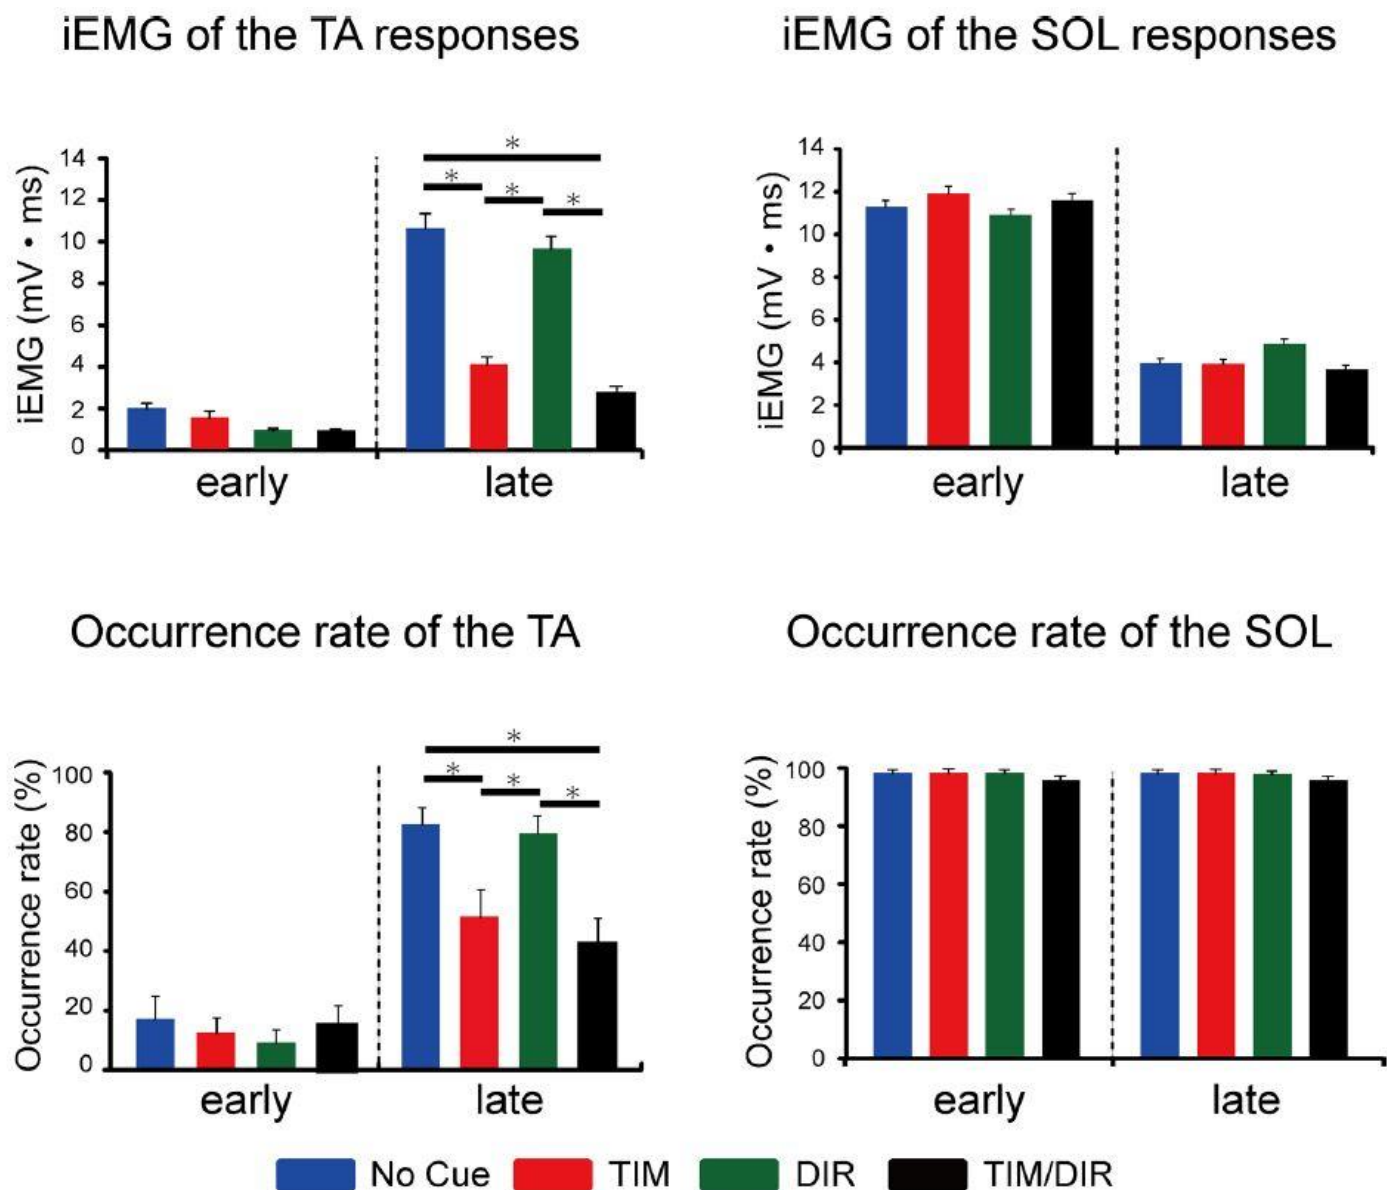 iEMG of the TA responses
iEMG of the SOL responses
iEMG (mV • ms)
14
12
10
8
6
4
2
0
*
*
*
*
early
late
iEMG (mV • ms)
14
12
10
8
6
4
2
0
early
late
Occurrence rate of the TA
Occurrence rate of the SOL
Occurrence rate (%)
100
80
60
40
20
0
*
*
*
*
early
late
Occurrence rate (%)
100
80
60
40
20
0
early
late
No Cue TIM DIR TIM/DIR